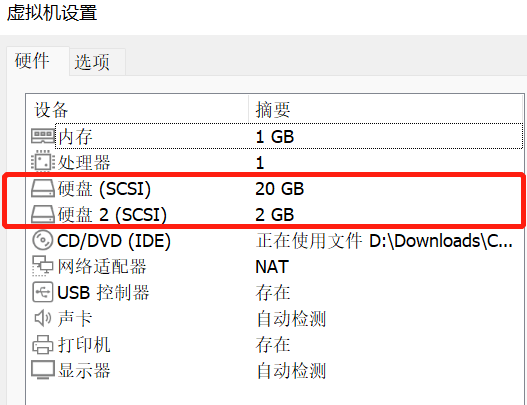 虚拟机设置
硬件 选项
设备 摘要
内存 1 GB
处理器 1
硬盘 (SCSI) 20 GB
硬盘 2 (SCSI) 2 GB
CD/DVD (IDE) 正在使用文件 D:\Downloads\C...
网络适配器 NAT
USB 控制器 存在
声卡 自动检测
打印机 存在
显示器 自动检测